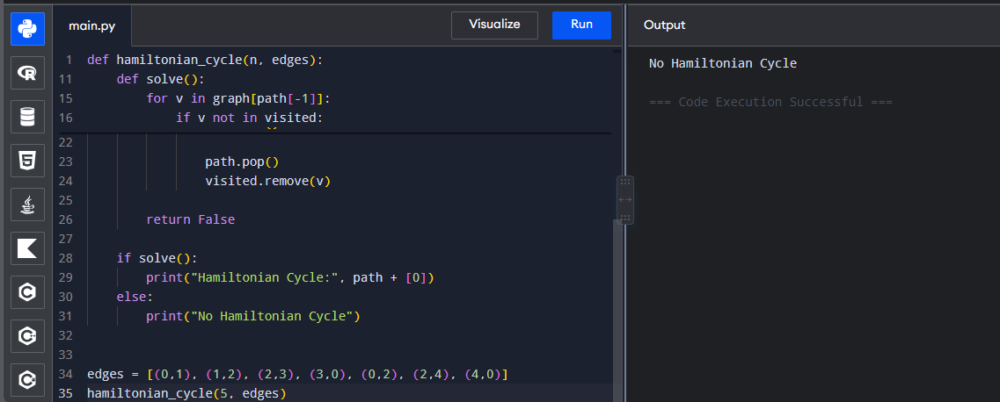 main.py
Visualize
Run
Output
1 def hamiltonian_cycle(n, edges):
11 def solve():
15 for v in graph[path[-1]]:
16 if v not in visited:
22
23 path.pop()
24 visited.remove(v)
25
26 return False
27
28 if solve():
29 print("Hamiltonian Cycle:", path + [0])
30 else:
31 print("No Hamiltonian Cycle")
32
33
34 edges = [(0,1), (1,2), (2,3), (3,0), (0,2), (2,4), (4,0)]
35 hamiltonian_cycle(5, edges)
No Hamiltonian Cycle
=== Code Execution Successful ===